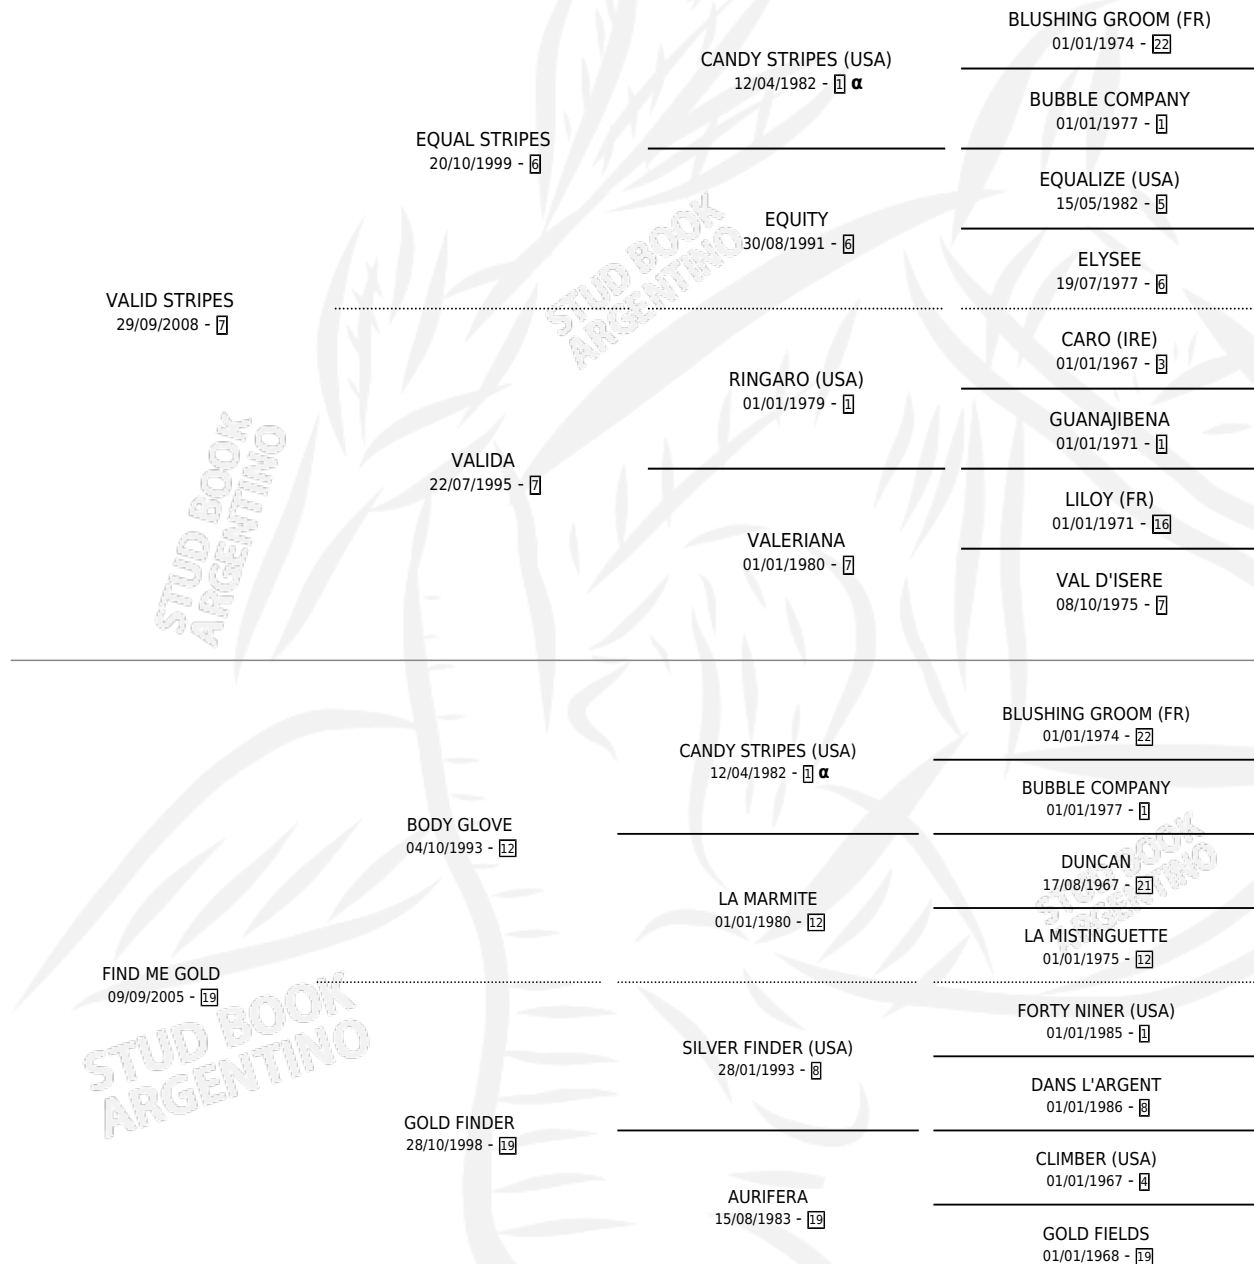 BLUSHING GROOM (FR)
01/01/1974 - 22
CANDY STRIPES (USA)
12/04/1982 - 1 α
BUBBLE COMPANY
01/01/1977 - 1
EQUAL STRIPES
20/10/1999 - 6
EQUALIZE (USA)
15/05/1982 - 5
EQUITY
30/08/1991 - 6
ELYSEE
19/07/1977 - 6
VALID STRIPES
29/09/2008 - 7
CARO (IRE)
01/01/1967 - 3
RINGARO (USA)
01/01/1979 - 1
GUANAJIBENA
01/01/1971 - 1
VALIDA
22/07/1995 - 7
LILOY (FR)
01/01/1971 - 16
VALERIANA
01/01/1980 - 7
VAL D'ISERE
08/10/1975 - 7
STUD BOOK
ARGENTINO
STUD BOOK
ARGENTINO
BLUSHING GROOM (FR)
01/01/1974 - 22
CANDY STRIPES (USA)
12/04/1982 - 1 α
BUBBLE COMPANY
01/01/1977 - 1
BODY GLOVE
04/10/1993 - 12
DUNCAN
17/08/1967 - 21
LA MARMITE
01/01/1980 - 12
LA MISTINGUETTE
01/01/1975 - 12
FIND ME GOLD
09/09/2005 - 19
FORTY NINER (USA)
01/01/1985 - 1
SILVER FINDER (USA)
28/01/1993 - 8
DANS L'ARGENT
01/01/1986 - 8
GOLD FINDER
28/10/1998 - 19
CLIMBER (USA)
01/01/1967 - 4
AURIFERA
15/08/1983 - 19
GOLD FIELDS
01/01/1968 - 19
STUD BOOK
ARGENTINO
STUD BOOK
ARGENTINO